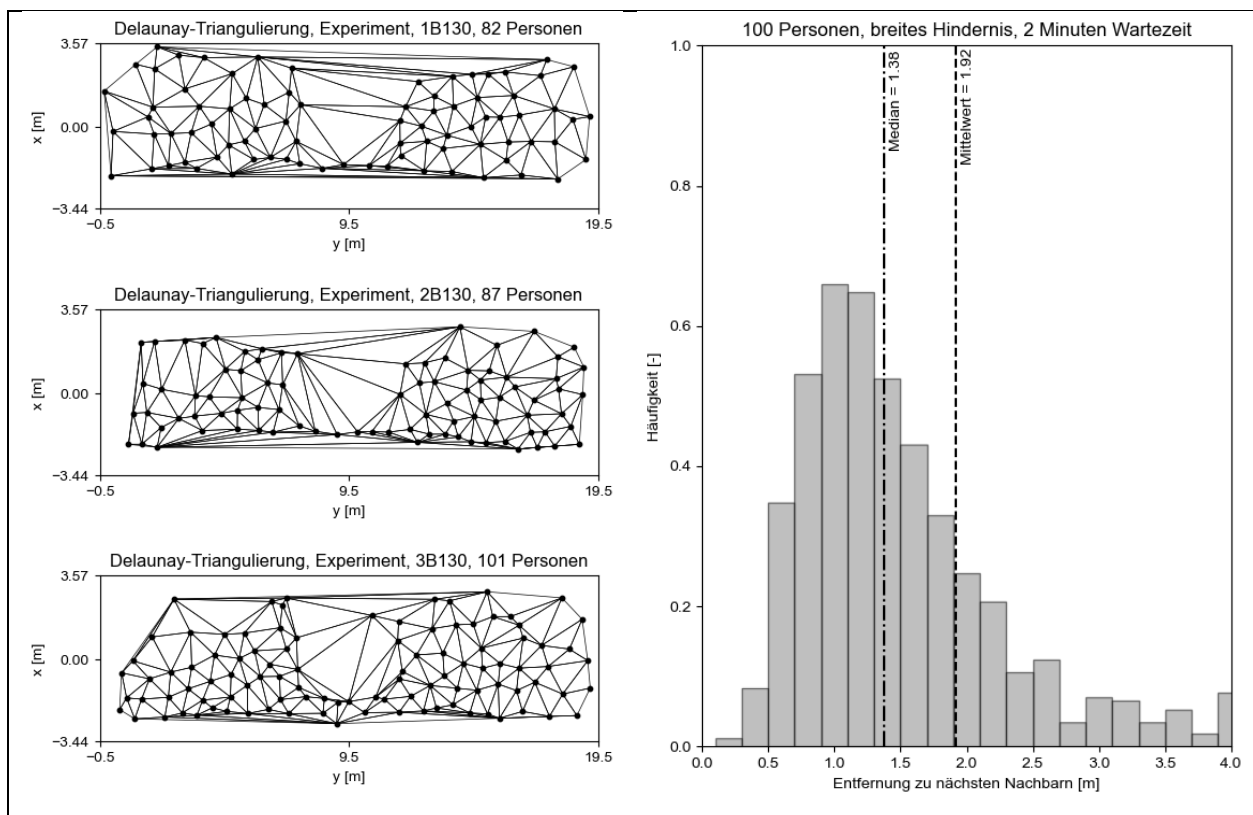 Delaunay-Triangulierung, Experiment, 1B130, 82 Personen
3.57
0.00
−3.44
x [m]
−0.5
9.5
19.5
y [m]
Delaunay-Triangulierung, Experiment, 2B130, 87 Personen
3.57
0.00
−3.44
x [m]
−0.5
9.5
19.5
y [m]
Delaunay-Triangulierung, Experiment, 3B130, 101 Personen
3.57
0.00
−3.44
x [m]
−0.5
9.5
19.5
y [m]
100 Personen, breites Hindernis, 2 Minuten Wartezeit
1.0
0.8
0.6
0.4
0.2
0.0
Häufigkeit [-]
Median = 1.38
Mittelwert = 1.92
0.0
0.5
1.0
1.5
2.0
2.5
3.0
3.5
4.0
Entfernung zu nächsten Nachbarn [m]